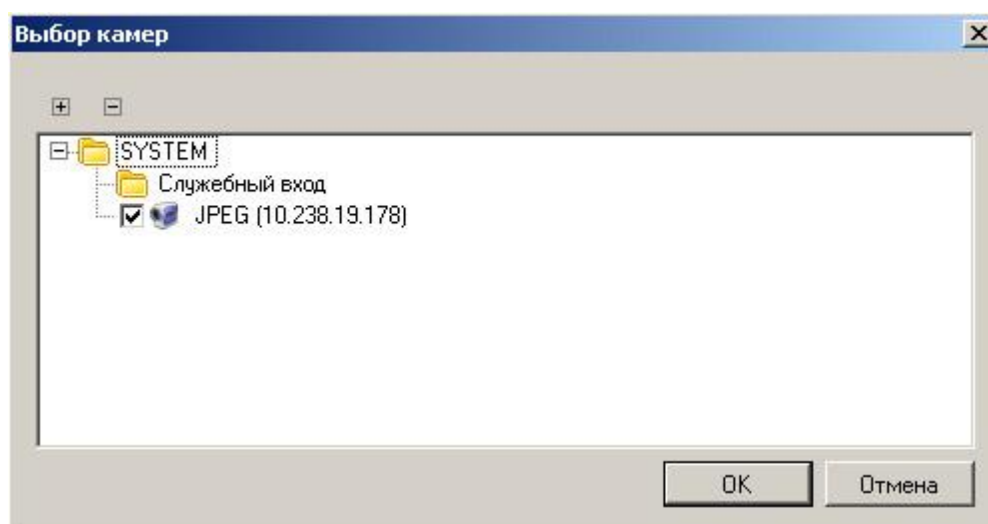 Выбор камер
SYSTEM
Служебный вход
JPEG (10.238.19.178)
OK
Отмена